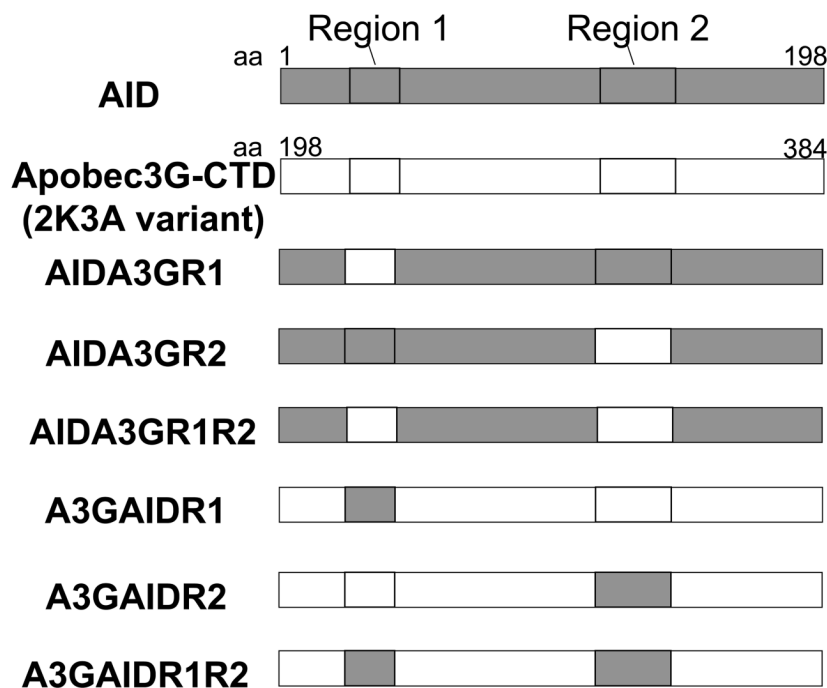 Region 1 Region 2
aa 1 198
AID
aa 198 384
Apobec3G-CTD
(2K3A variant)
AIDA3GR1
AIDA3GR2
AIDA3GR1R2
A3GAIDR1
A3GAIDR2
A3GAIDR1R2